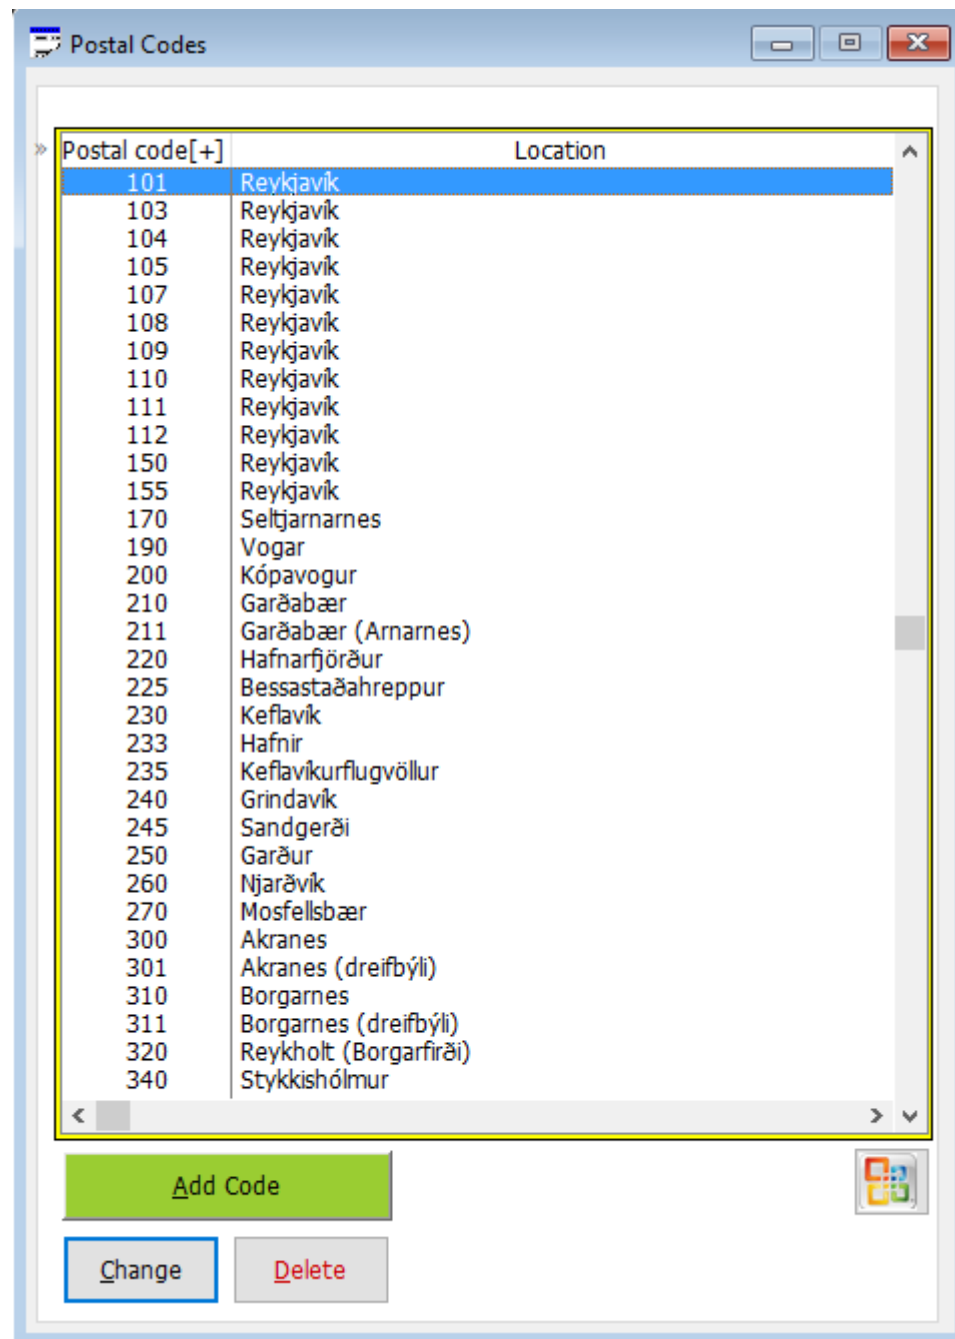 Postal Codes
» Postal code[+] Location
101 Reykjavík
103 Reykjavík
104 Reykjavík
105 Reykjavík
107 Reykjavík
108 Reykjavík
109 Reykjavík
110 Reykjavík
111 Reykjavík
112 Reykjavík
150 Reykjavík
155 Reykjavík
170 Seltjarnarnes
190 Vogar
200 Kópavogur
210 Garðabær
211 Garðabær (Arnarnes)
220 Hafnarfjörður
225 Bessastaðahreppur
230 Keflavík
233 Hafnir
235 Keflavíkurflugvöllur
240 Grindavík
245 Sandgerði
250 Garður
260 Njarðvík
270 Mosfellsbær
300 Akranes
301 Akranes (dreifbýli)
310 Borgarnes
311 Borgarnes (dreifbýli)
320 Reykholt (Borgarfirði)
340 Stykkishólmur
Add Code
Change Delete